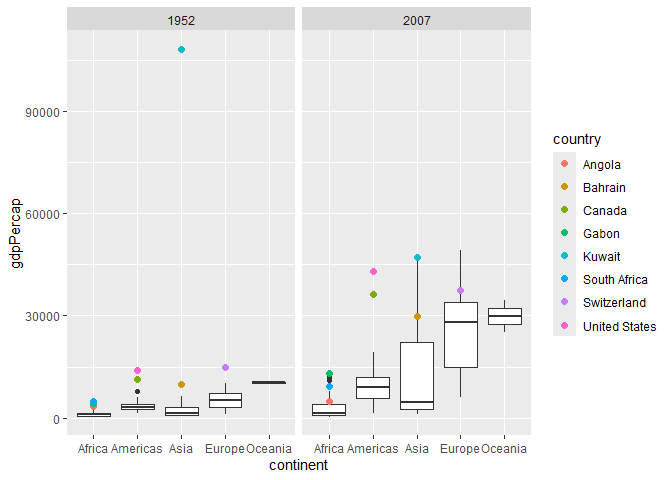 1952 2007
gdpPercap
90000
60000
30000
0
Africa Americas Asia Europe Oceania Africa Americas Asia Europe Oceania
continent
country
Angola
Bahrain
Canada
Gabon
Kuwait
South Africa
Switzerland
United States